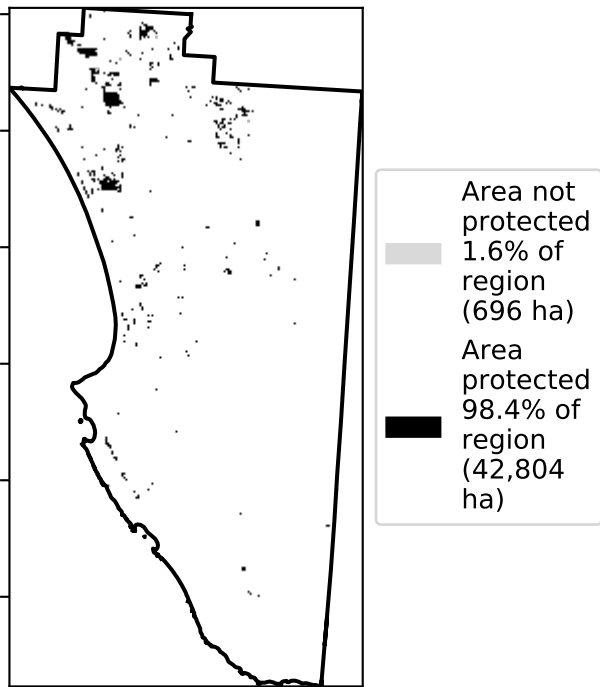 Area not
protected
1.6% of
region
(696 ha)
Area
protected
98.4% of
region
(42,804
ha)